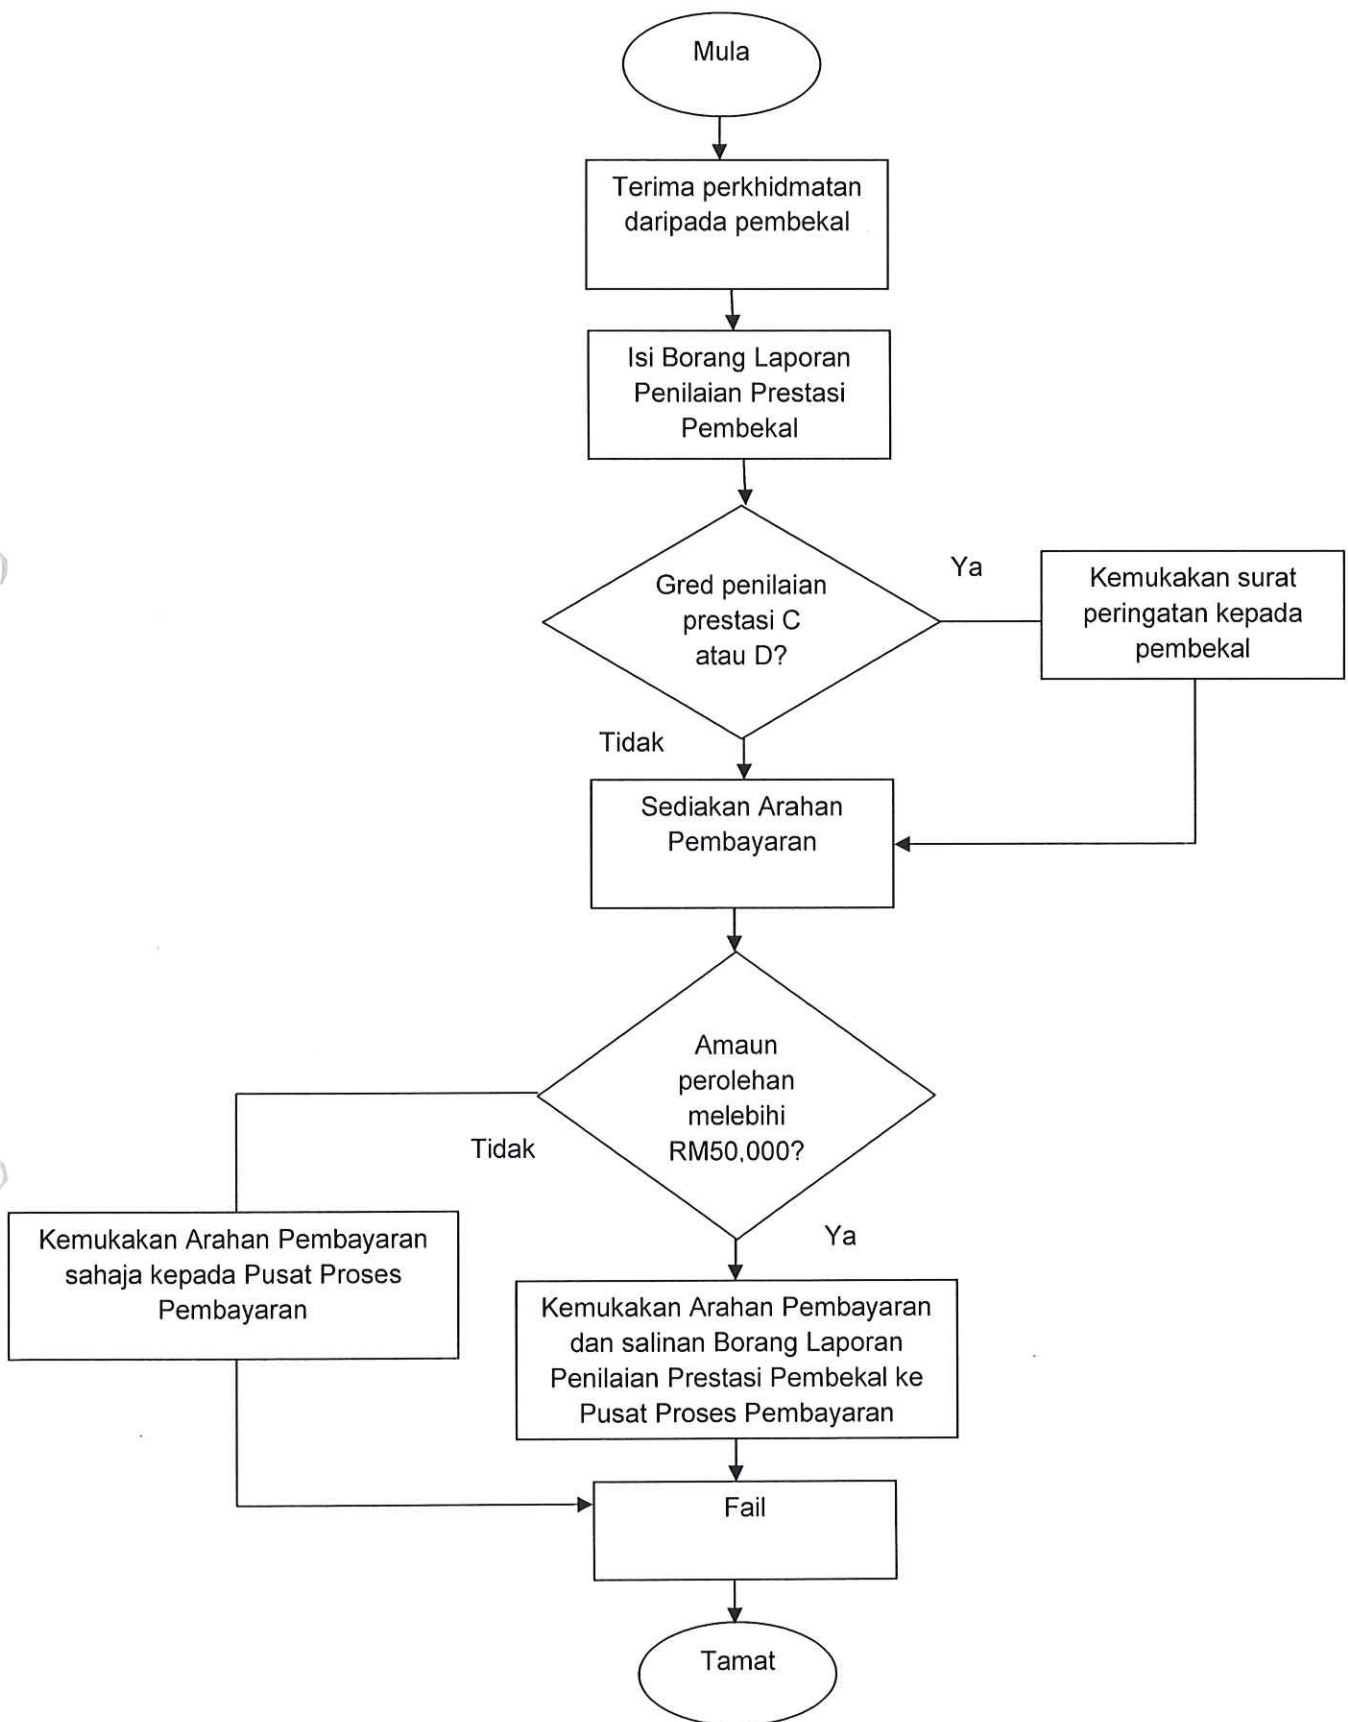 Mula
Terima perkhidmatan
daripada pembekal
Isi Borang Laporan
Penilaian Prestasi
Pembekal
Gred penilaian
prestasi C
atau D?
Ya
Kemukakan surat
peringatan kepada
pembekal
Tidak
Sediakan Arahan
Pembayaran
Amaun
perolehan
melebihi
RM50,000?
Tidak
Ya
Kemukakan Arahan Pembayaran
sahaja kepada Pusat Proses
Pembayaran
Kemukakan Arahan Pembayaran
dan salinan Borang Laporan
Penilaian Prestasi Pembekal ke
Pusat Proses Pembayaran
Fail
Tamat